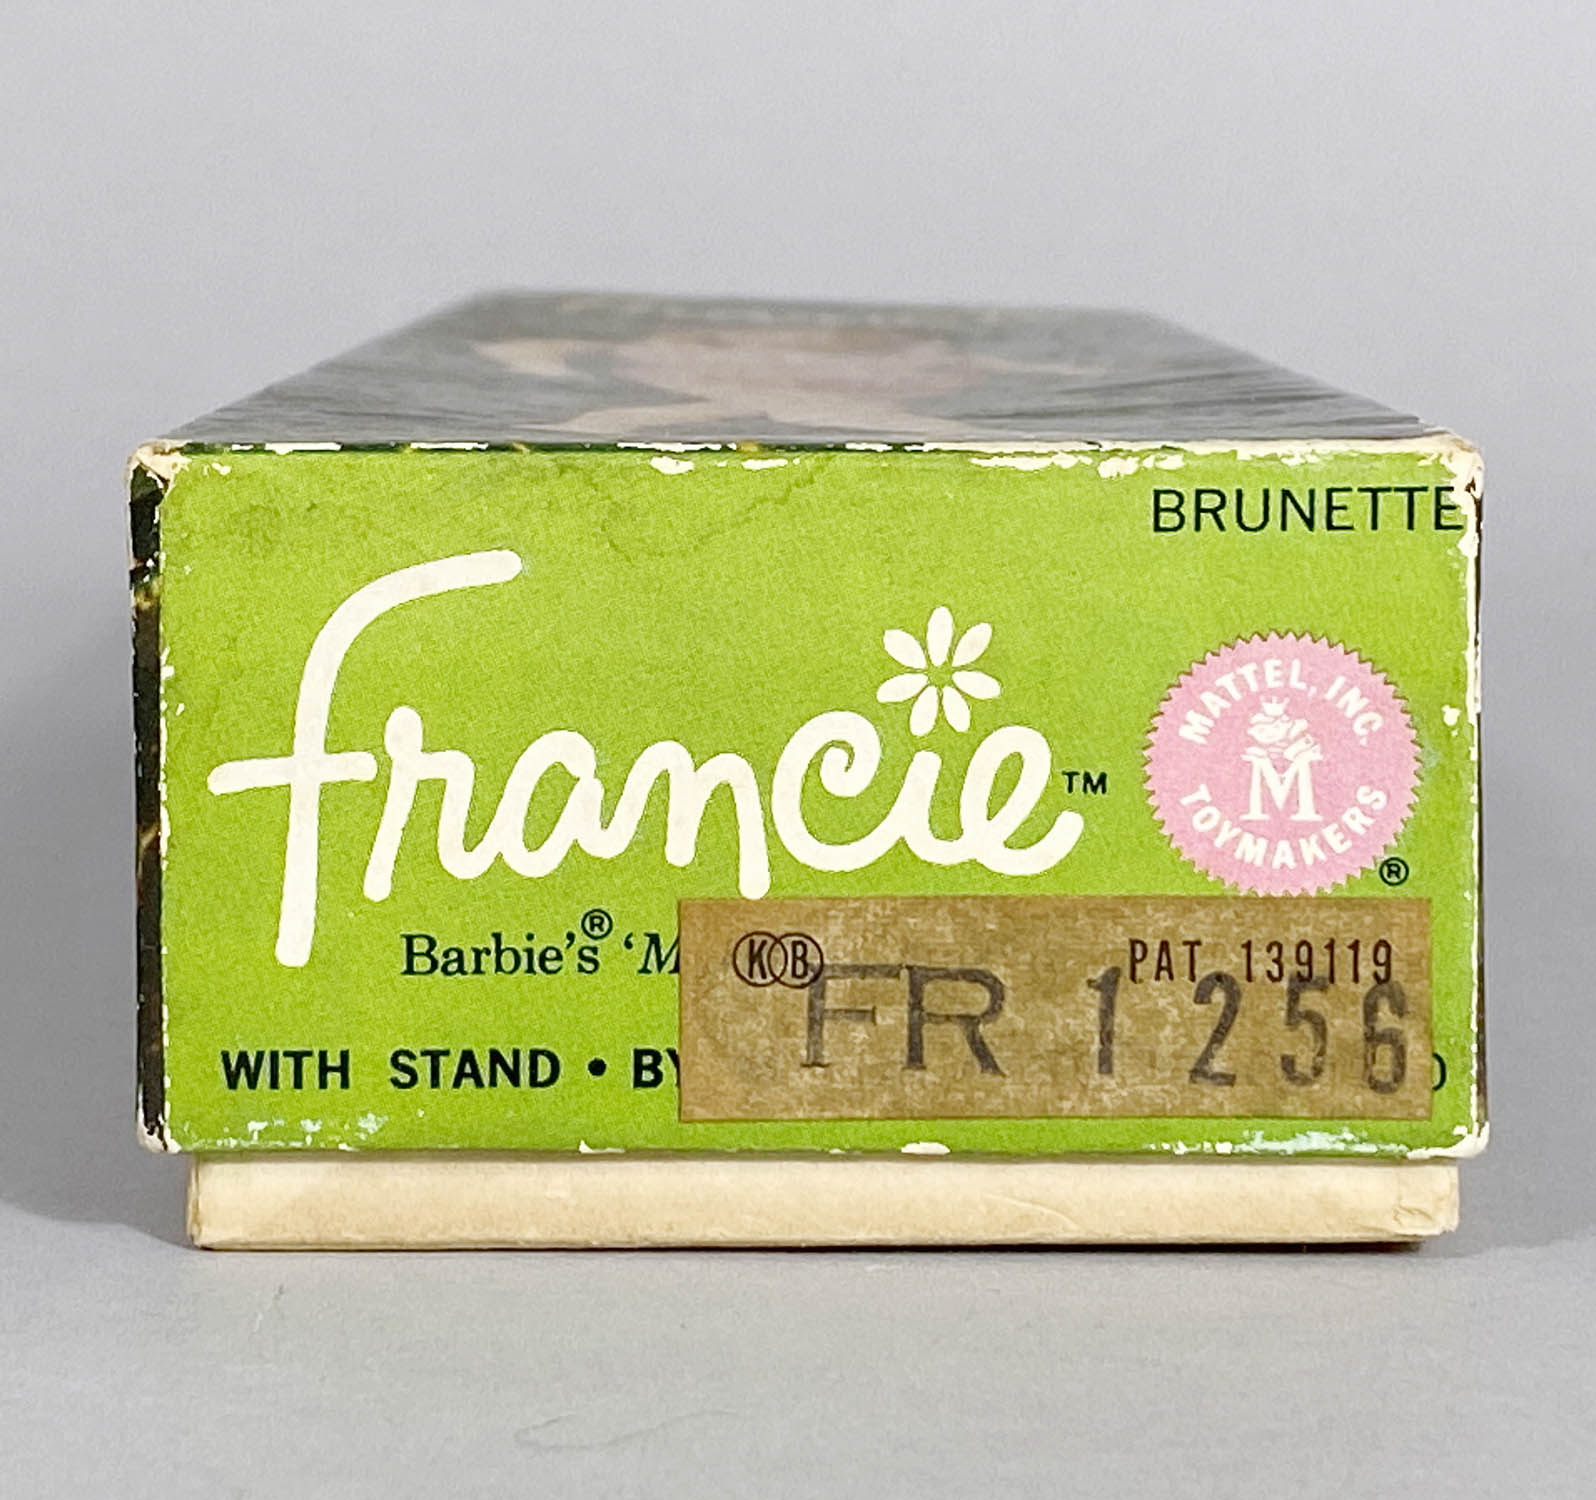 BRUNETTE
francie™
MATTEL, INC.
M
TOYMAKERS
®
Barbie's® ‘M
KB PAT. 139119
FR 1256
WITH STAND • BY